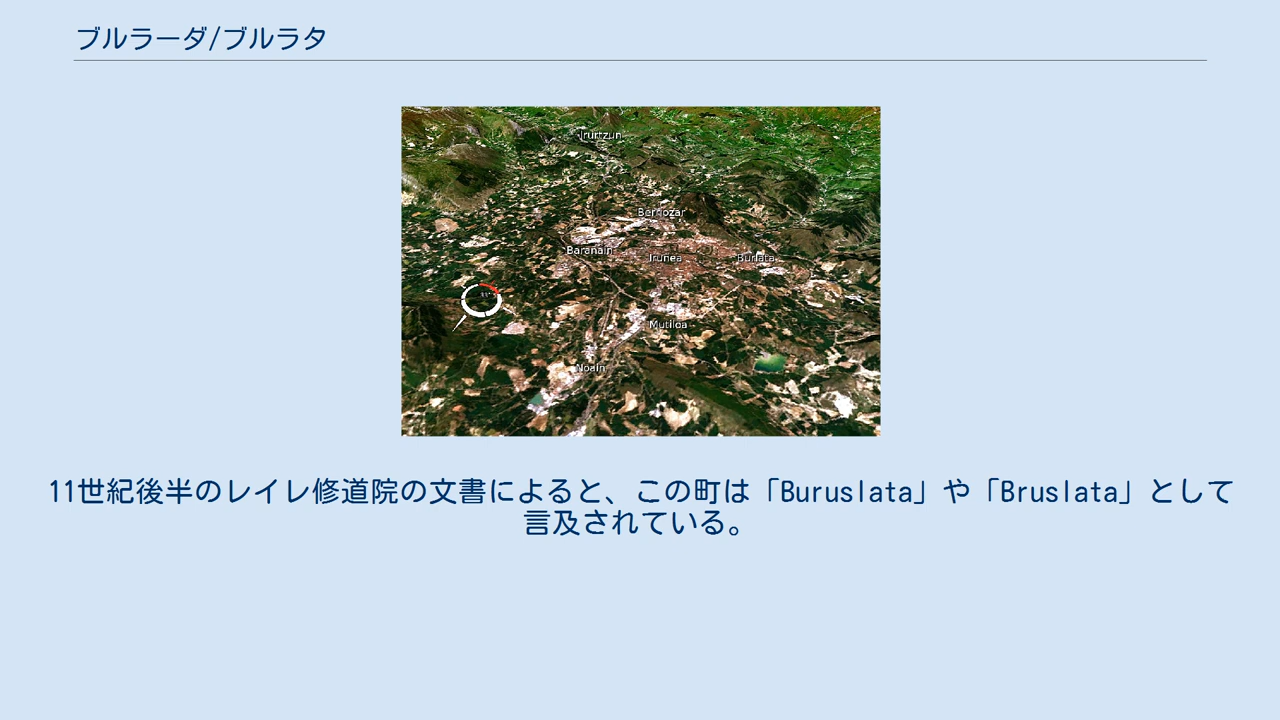 ブルラーダ/ブルラタ
Irurtzun
Berriozar
Barañain
Iruñea
Burlata
Mutiloa
Noain
11世紀後半のレイレ修道院の文書によると、この町は「Buruslata」や「Bruslata」として
言及されている。